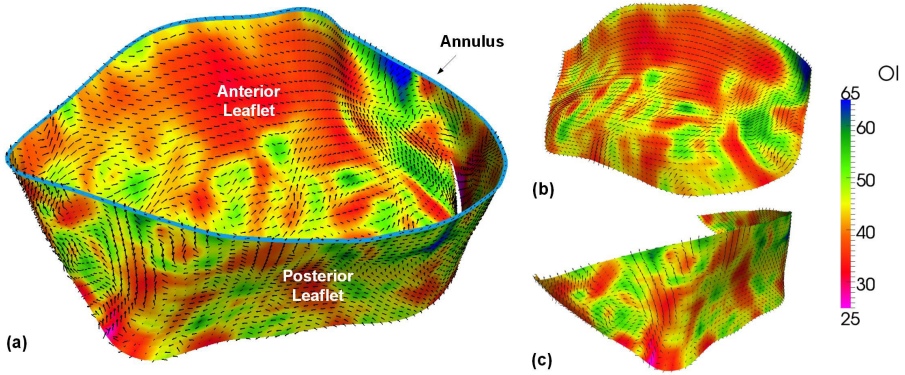 Annulus
Anterior
Leaflet
Posterior
Leaflet
(a)
(b)
(c)
OI
65
60
50
40
30
25